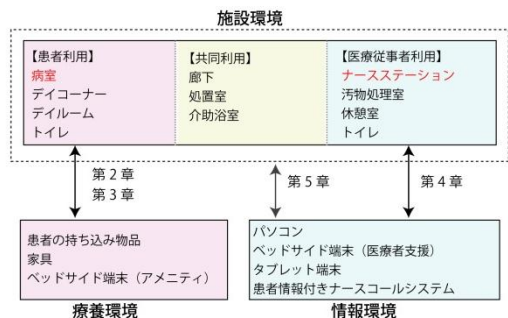 施設環境
【患者利用】
病室
デイコーナー
デイルーム
トイレ
【共同利用】
廊下
処置室
介助浴室
【医療従事者利用】
ナースステーション
汚物処理室
休憩室
トイレ
第2章
第3章
第5章
第4章
患者の持ち込み物品
家具
ベッドサイド端末（アメニティ）
療養環境
パソコン
ベッドサイド端末（医療者支援）
タブレット端末
患者情報付きナースコールシステム
情報環境